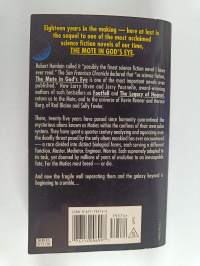 Eighteen years in the making — here at last is
the sequel to one of the most acclaimed
science fiction novels of our time,
THE MOTE IN GOD'S EYE.
Robert Heinlein called it "possibly the finest science fiction novel I have
ever read." The San Francisco Chronicle declared that "as science fiction,
The Mote in God's Eye is one of the most important novels ever
published." Now Larry Niven and Jerry Pournelle, award-winning
authors of such bestsellers as Footfall and The Legacy of Heorot,
return us to the Mote, and to the universe of Kevin Renner and Horace
Bury, of Rod Blaine and Sally Fowler.
There, twenty-five years have passed since humanity quarantined the
mysterious aliens known as Moties within the confines of their own solar
system. They have spent a quarter century analyzing and agonizing over
the deadly threat posed by the only aliens mankind has ever encountered
— a race divided into distinct biological forms, each serving a different
function. Master, Mediator, Engineer. Warrior. Each supremely adapted to
its task, yet doomed by millions of years of evolution to an inescapable
fate. For the Moties must breed — or die.
And now the fragile wall separating them and the galaxy beyond is
beginning to crumble....